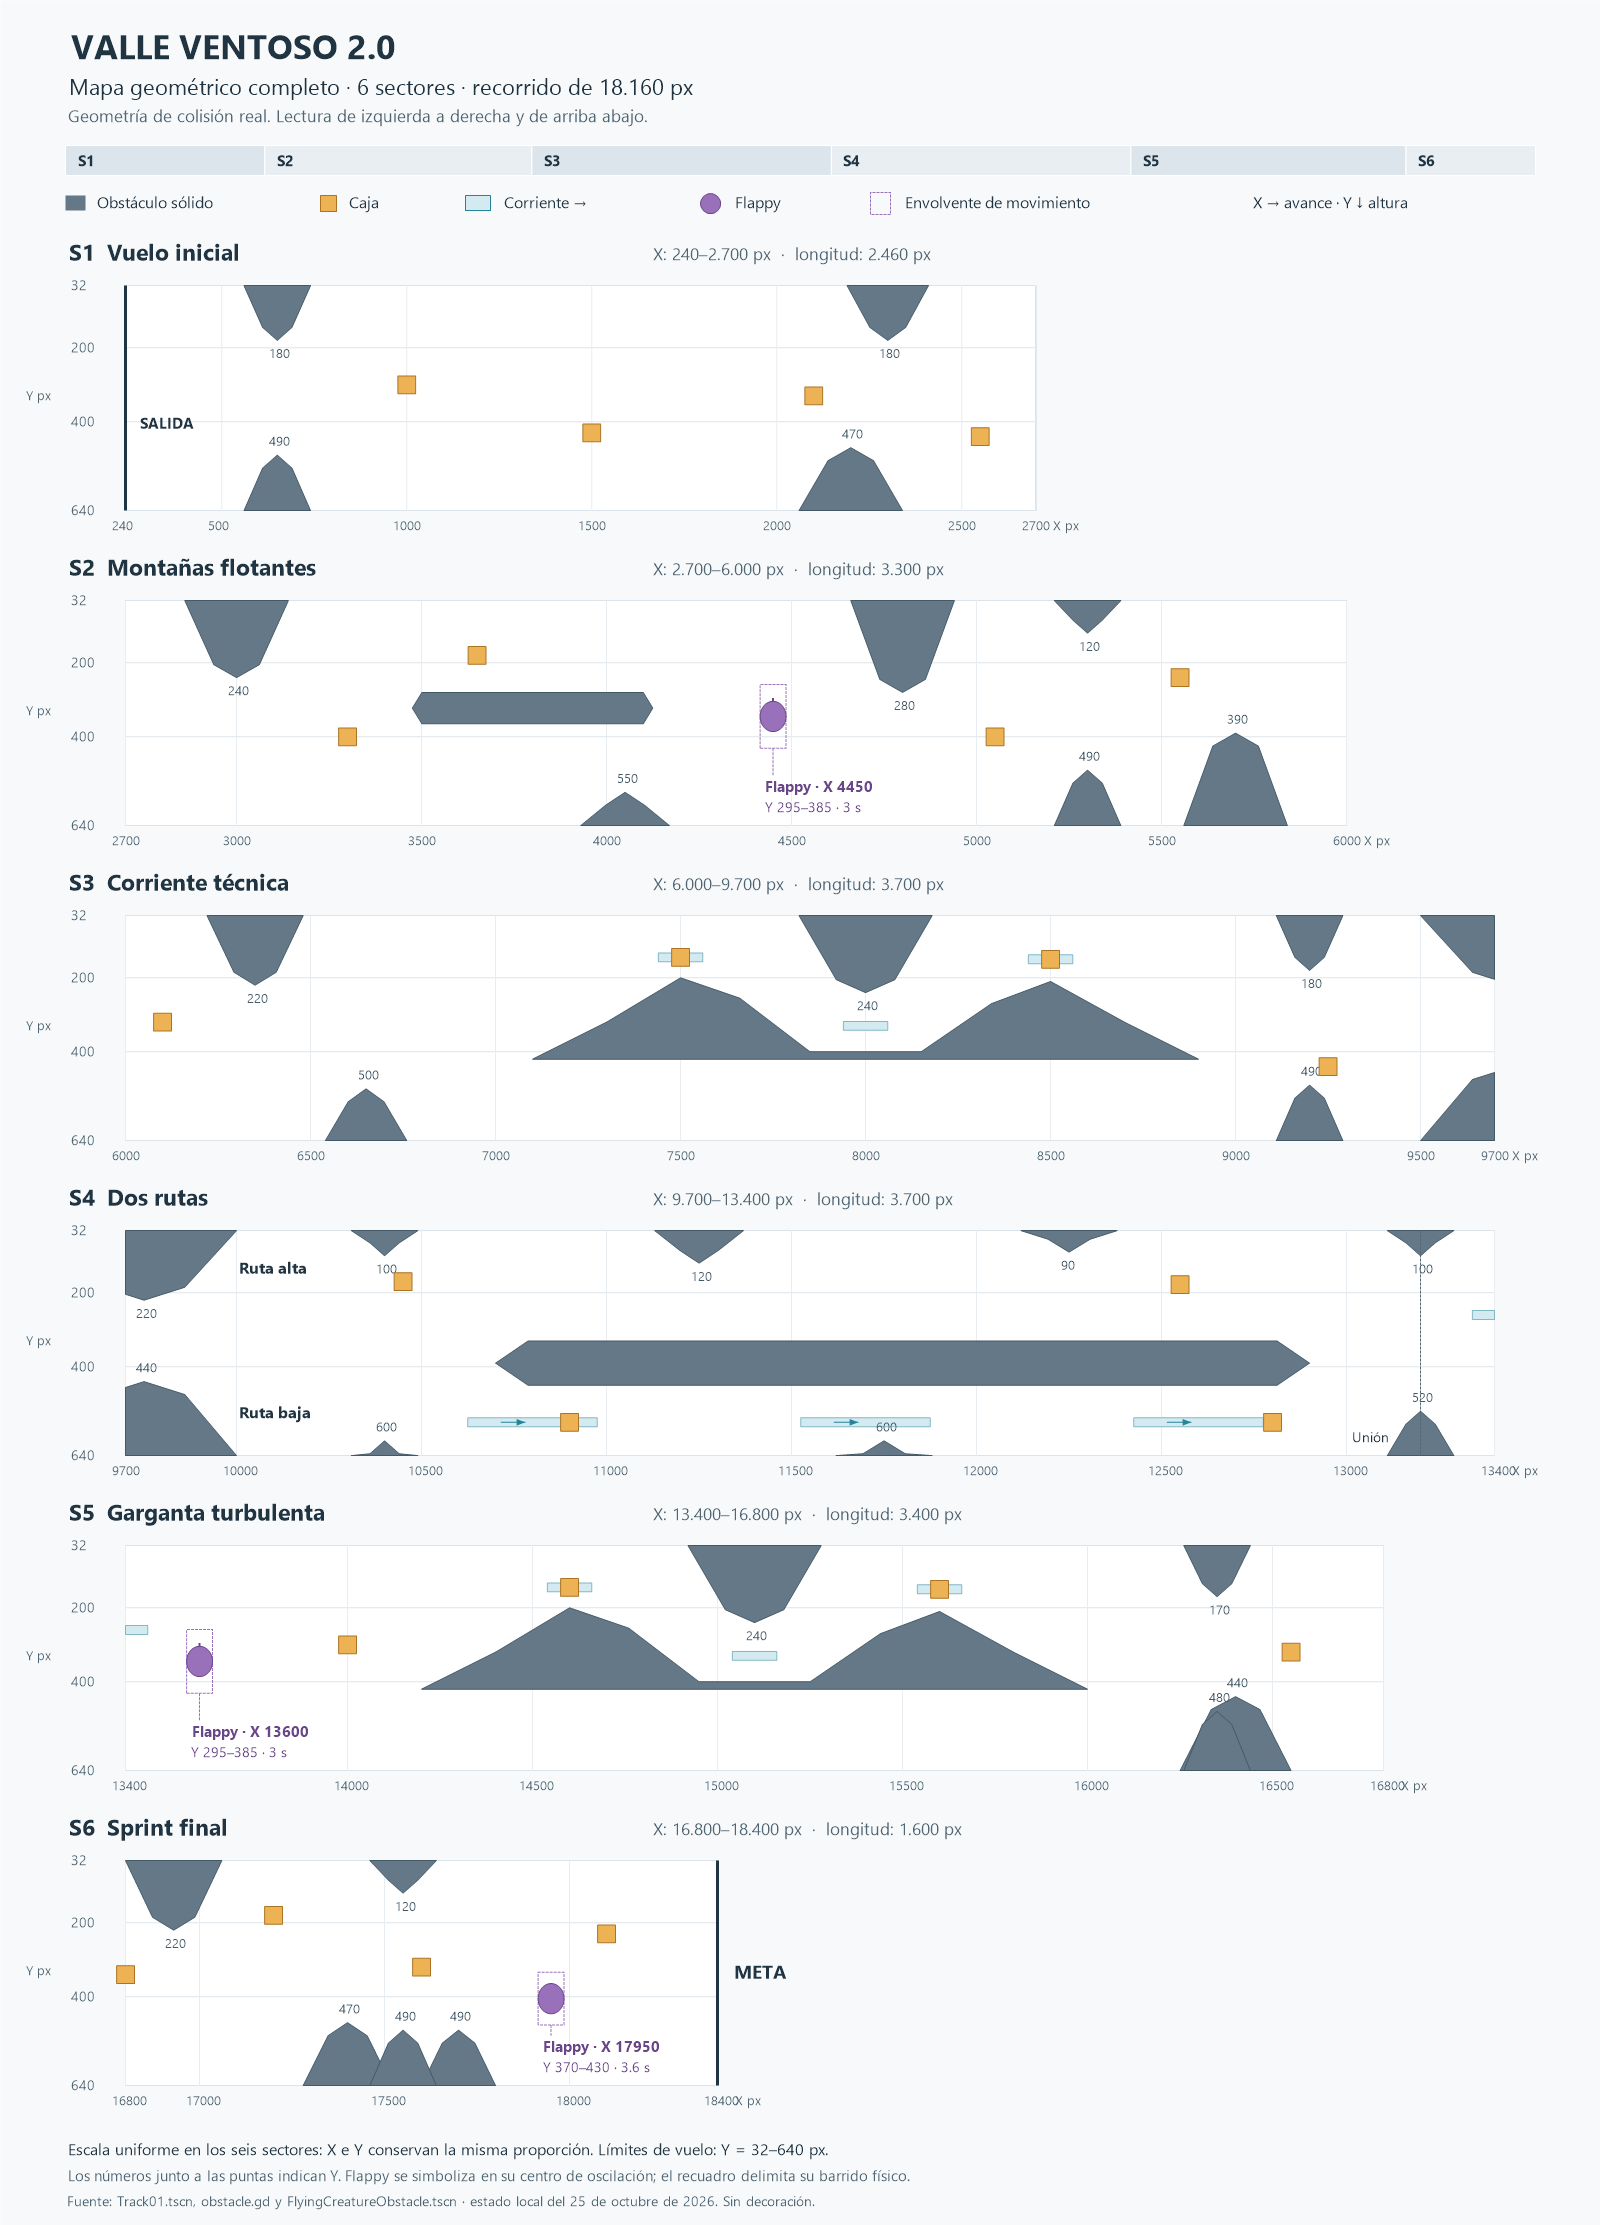 VALLE VENTOSO 2.0
Mapa geométrico completo · 6 sectores · recorrido de 18.160 px
Geometría de colisión real. Lectura de izquierda a derecha y de arriba abajo.
S1 S2 S3 S4 S5 S6
Obstáculo sólido Caja Corriente → Flappy Envolvente de movimiento X → avance · Y ↓ altura
S1 Vuelo inicial X: 240–2.700 px · longitud: 2.460 px
32
200
180 180
Y px
400
SALIDA
490 470
640
240 500 1000 1500 2000 2500 2700 X px
S2 Montañas flotantes X: 2.700–6.000 px · longitud: 3.300 px
32
120
200
240 280
Y px
390
400
490
550
Flappy · X 4450
Y 295–385 · 3 s
640
2700 3000 3500 4000 4500 5000 5500 6000 X px
S3 Corriente técnica X: 6.000–9.700 px · longitud: 3.700 px
32
200
180
220 240
Y px
400
500 490
640
6000 6500 7000 7500 8000 8500 9000 9500 9700 X px
S4 Dos rutas X: 9.700–13.400 px · longitud: 3.700 px
32
Ruta alta 100 120 90 100
200
220
Y px
400
440
Ruta baja 520
600 600
Unión
640
9700 10000 10500 11000 11500 12000 12500 13000 13400X px
S5 Garganta turbulenta X: 13.400–16.800 px · longitud: 3.400 px
32
200
170
240
Y px
400
440
480
Flappy · X 13600
Y 295–385 · 3 s
640
13400 14000 14500 15000 15500 16000 16500 16800X px
S6 Sprint final X: 16.800–18.400 px · longitud: 1.600 px
32
120
200
220
Y px META
400
470 490 490
Flappy · X 17950
Y 370–430 · 3.6 s
640
16800 17000 17500 18000 18400X px
Escala uniforme en los seis sectores: X e Y conservan la misma proporción. Límites de vuelo: Y = 32–640 px.
Los números junto a las puntas indican Y. Flappy se simboliza en su centro de oscilación; el recuadro delimita su barrido físico.
Fuente: Track01.tscn, obstacle.gd y FlyingCreatureObstacle.tscn · estado local del 25 de octubre de 2026. Sin decoración.